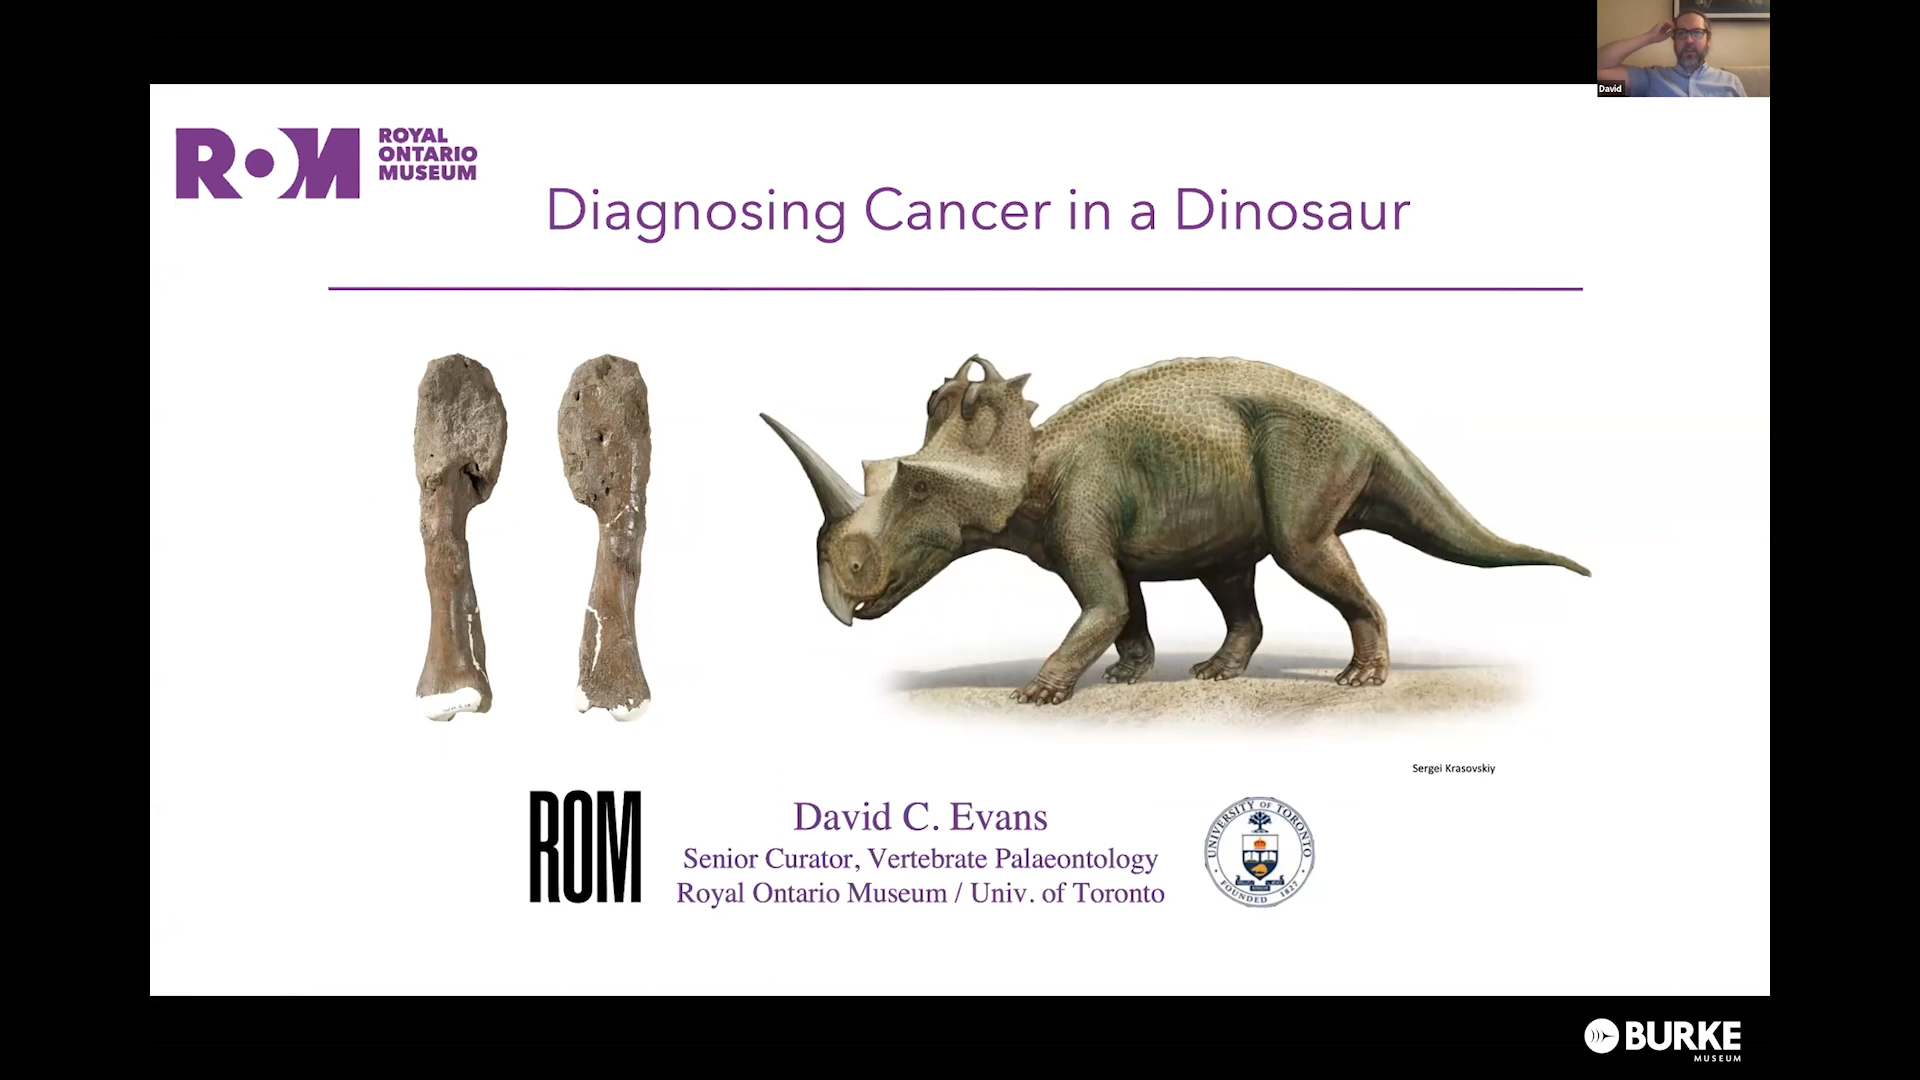 David
ROM
ROYAL
ONTARIO
MUSEUM
Diagnosing Cancer in a Dinosaur
Sergei Krasovskiy
ROM
David C. Evans
Senior Curator, Vertebrate Palaeontology
Royal Ontario Museum / Univ. of Toronto
UNIVERSITY OF TORONTO
FOUNDED 1827
BURKE
MUSEUM